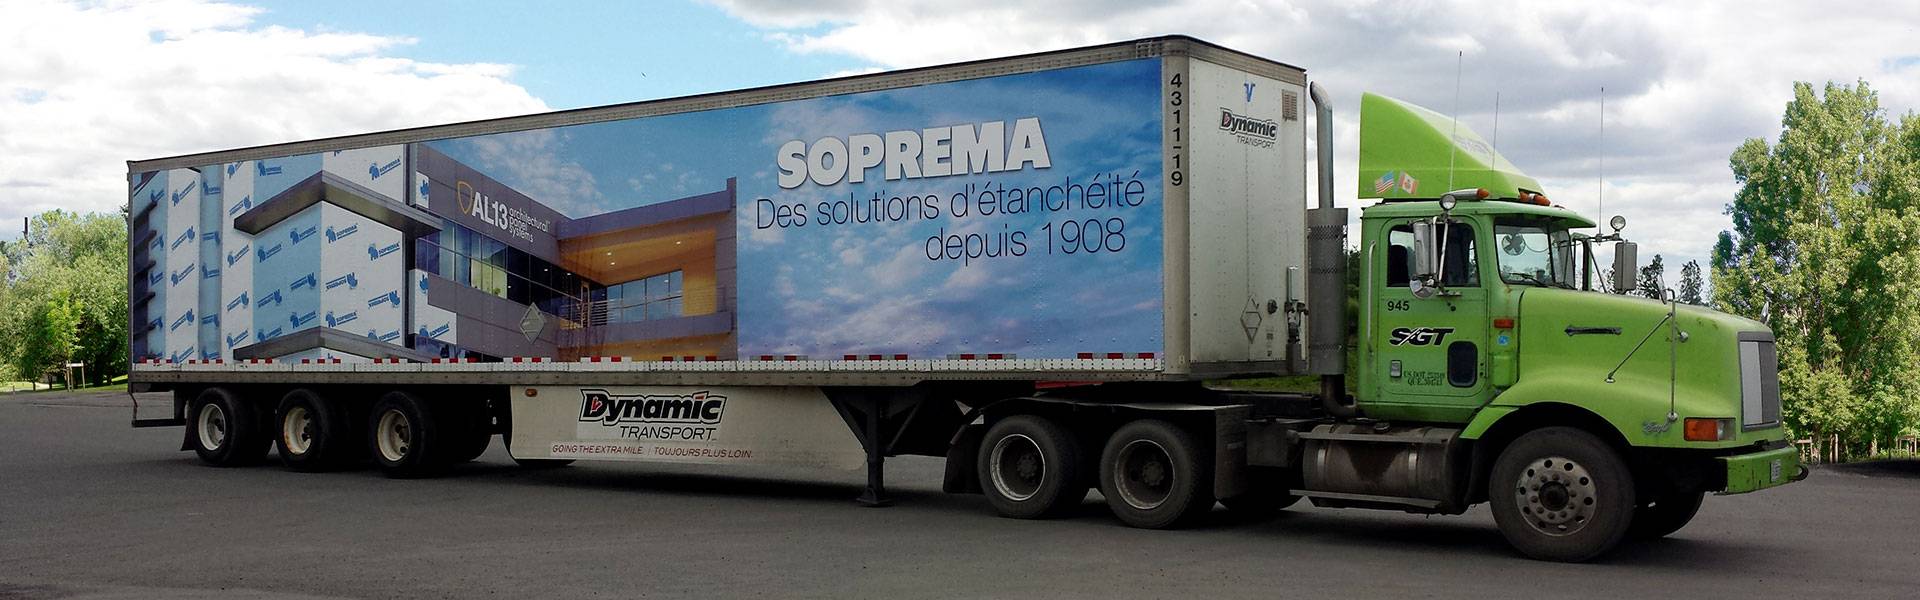 SOPREMA
Des solutions d'étanchéité
depuis 1908
AL13 architectural
panel
systems
SOPREMA
4311-19
Dynamic
TRANSPORT
945
SGT
Dynamic
TRANSPORT
GOING THE EXTRA MILE. | TOUJOURS PLUS LOIN.